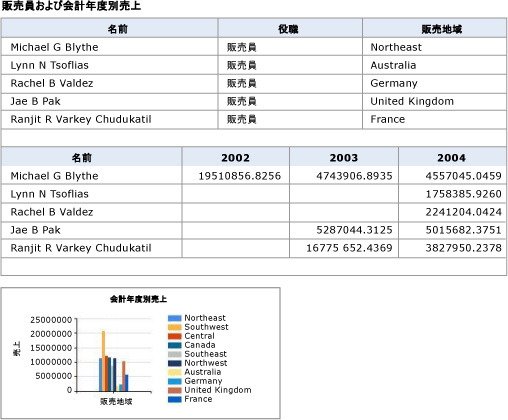 販売員および会計年度別売上
名前 役職 販売地域
Michael G Blythe 販売員 Northeast
Lynn N Tsoflias 販売員 Australia
Rachel B Valdez 販売員 Germany
Jae B Pak 販売員 United Kingdom
Ranjit R Varkey Chudukatil 販売員 France
名前 2002 2003 2004
Michael G Blythe 19510856.8256 4743906.8935 4557045.0459
Lynn N Tsoflias 1758385.9260
Rachel B Valdez 2241204.0424
Jae B Pak 5287044.3125 5015682.3751
Ranjit R Varkey Chudukatil 16775 652.4369 3827950.2378
会計年度別売上
売上
25000000
20000000
15000000
10000000
5000000
0
販売地域
Northeast
Southwest
Central
Canada
Southeast
Northwest
Australia
Germany
United Kingdom
France